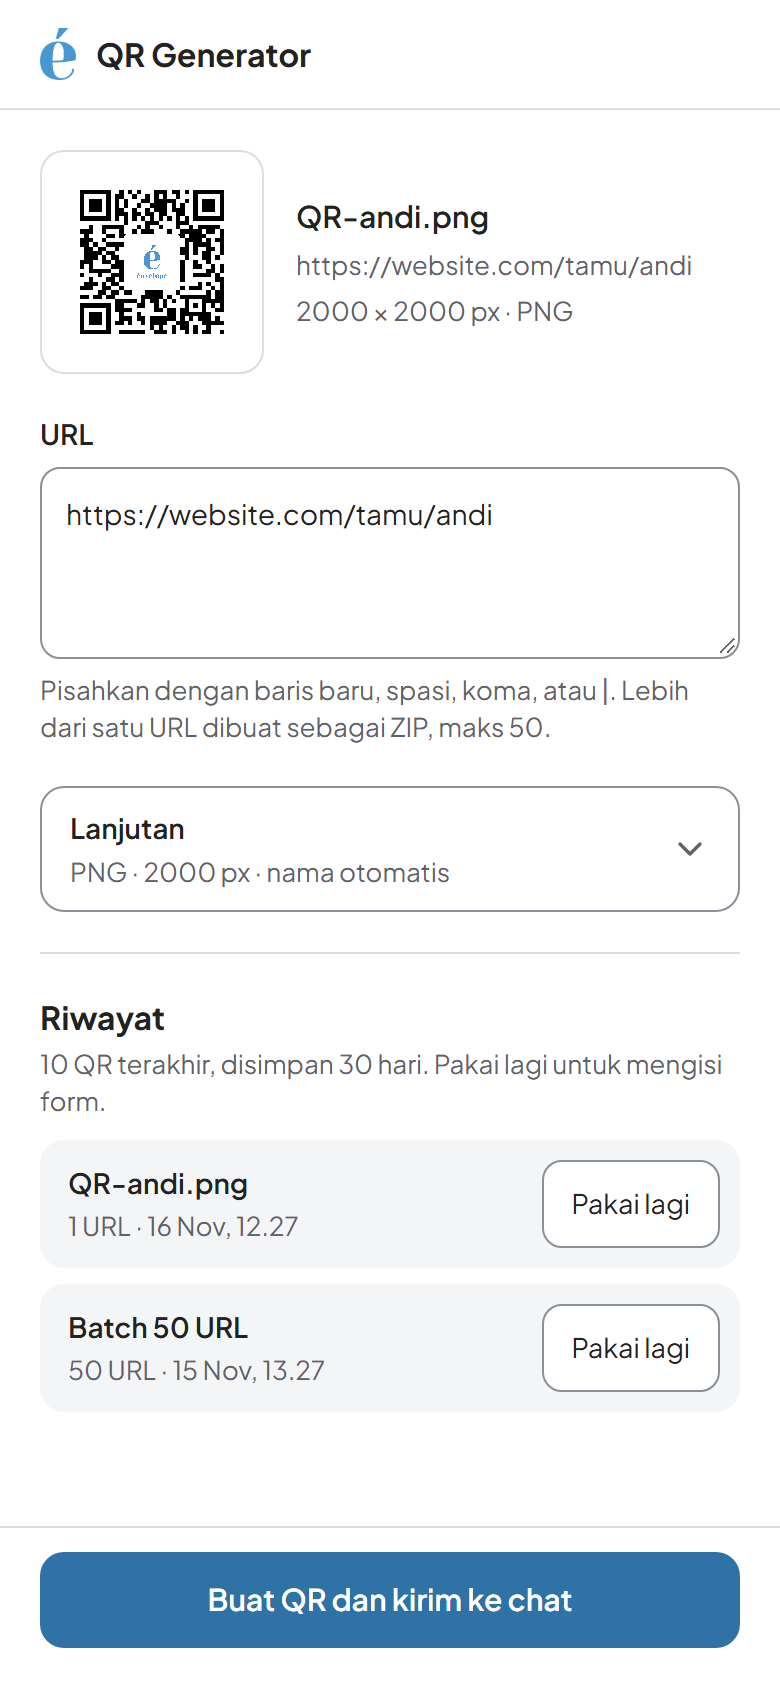 é QR Generator
é
QR-andi.png
https://website.com/tamu/andi
2000 × 2000 px · PNG
URL
https://website.com/tamu/andi
Pisahkan dengan baris baru, spasi, koma, atau |. Lebih
dari satu URL dibuat sebagai ZIP, maks 50.
Lanjutan
PNG · 2000 px · nama otomatis
Riwayat
10 QR terakhir, disimpan 30 hari. Pakai lagi untuk mengisi
form.
QR-andi.png
1 URL · 16 Nov, 12.27
Pakai lagi
Batch 50 URL
50 URL · 15 Nov, 13.27
Pakai lagi
Buat QR dan kirim ke chat